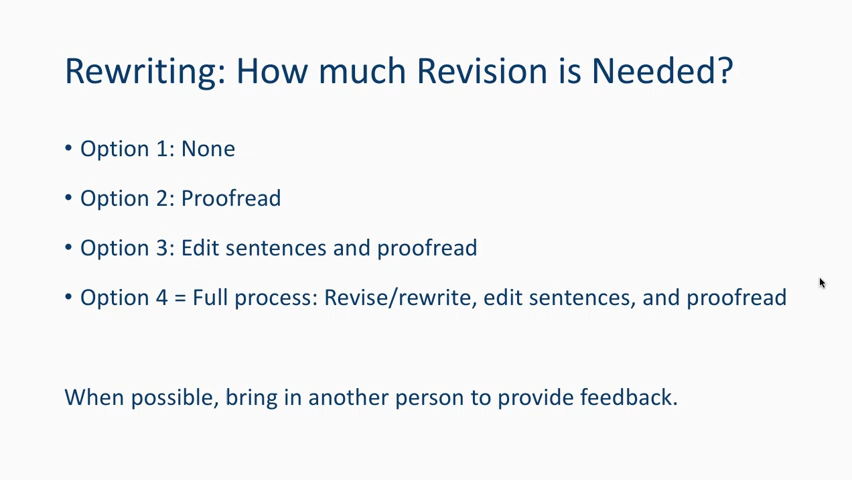 Rewriting: How much Revision is Needed?
• Option 1: None
• Option 2: Proofread
• Option 3: Edit sentences and proofread
• Option 4 = Full process: Revise/rewrite, edit sentences, and proofread
When possible, bring in another person to provide feedback.